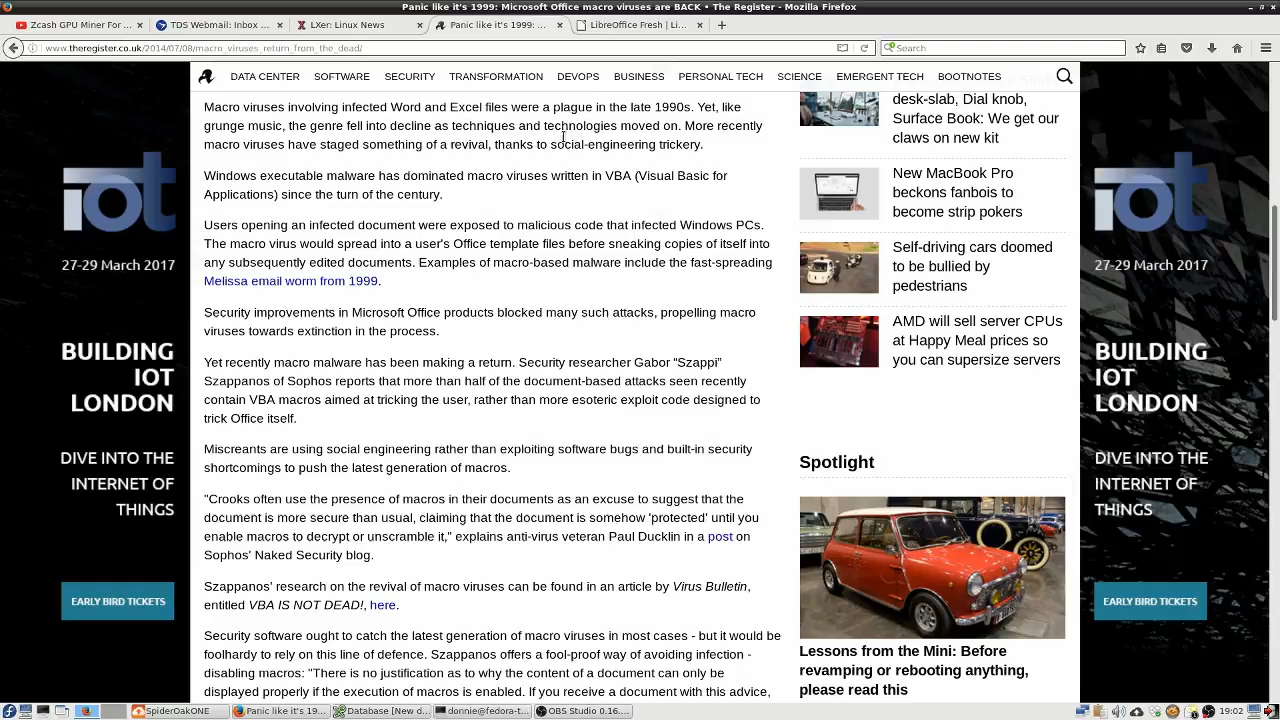 Panic like it's 1999: Microsoft Office macro viruses are BACK • The Register - Mozilla Firefox
Zcash GPU Miner For ...
TDS Webmail: Inbox ...
LXer: Linux News
Panic like it's 1999: ...
LibreOffice Fresh | Li...
www.theregister.co.uk/2014/07/08/macro_viruses_return_from_the_dead/
Search
DATA CENTER SOFTWARE SECURITY TRANSFORMATION DEVOPS BUSINESS PERSONAL TECH SCIENCE EMERGENT TECH BOOTNOTES
Macro viruses involving infected Word and Excel files were a plague in the late 1990s. Yet, like
grunge music, the genre fell into decline as techniques and technologies moved on. More recently
macro viruses have staged something of a revival, thanks to social-engineering trickery.
Windows executable malware has dominated macro viruses written in VBA (Visual Basic for
Applications) since the turn of the century.
Users opening an infected document were exposed to malicious code that infected Windows PCs.
The macro virus would spread into a user's Office template files before sneaking copies of itself into
any subsequently edited documents. Examples of macro-based malware include the fast-spreading
Melissa email worm from 1999.
Security improvements in Microsoft Office products blocked many such attacks, propelling macro
viruses towards extinction in the process.
Yet recently macro malware has been making a return. Security researcher Gabor “Szappi”
Szappanos of Sophos reports that more than half of the document-based attacks seen recently
contain VBA macros aimed at tricking the user, rather than more esoteric exploit code designed to
trick Office itself.
Miscreants are using social engineering rather than exploiting software bugs and built-in security
shortcomings to push the latest generation of macros.
"Crooks often use the presence of macros in their documents as an excuse to suggest that the
document is more secure than usual, claiming that the document is somehow 'protected' until you
enable macros to decrypt or unscramble it," explains anti-virus veteran Paul Ducklin in a post on
Sophos' Naked Security blog.
Szappanos' research on the revival of macro viruses can be found in an article by Virus Bulletin,
entitled VBA IS NOT DEAD!, here.
Security software ought to catch the latest generation of macro viruses in most cases - but it would be
foolhardy to rely on this line of defence. Szappanos offers a fool-proof way of avoiding infection -
disabling macros: "There is no justification as to why the content of a document can only be
displayed properly if the execution of macros is enabled. If you receive a document with this advice,
desk-slab, Dial knob,
Surface Book: We get our
claws on new kit
New MacBook Pro
beckons fanbois to
become strip pokers
Self-driving cars doomed
to be bullied by
pedestrians
AMD will sell server CPUs
at Happy Meal prices so
you can supersize servers
Spotlight
Lessons from the Mini: Before
revamping or rebooting anything,
please read this
iot
27-29 March 2017
BUILDING
IOT
LONDON
DIVE INTO THE
INTERNET OF
THINGS
EARLY BIRD TICKETS
iot
27-29 March 2017
BUILDING
IOT
LONDON
DIVE INTO THE
INTERNET OF
THINGS
EARLY BIRD TICKETS
SpiderOakONE
Panic like it's 19...
Database [New d...
donnie@fedora-t...
OBS Studio 0.16....
19:02